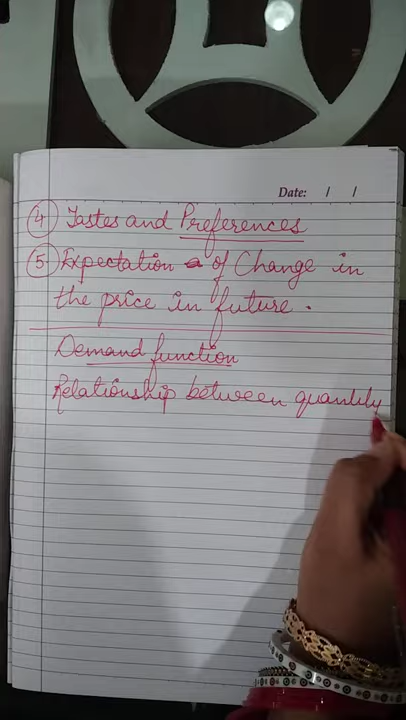 Date: / /
④ Tastes and Preferences
⑤ Expectation of Change in
the price in future.
Demand function
Relationship between quantity